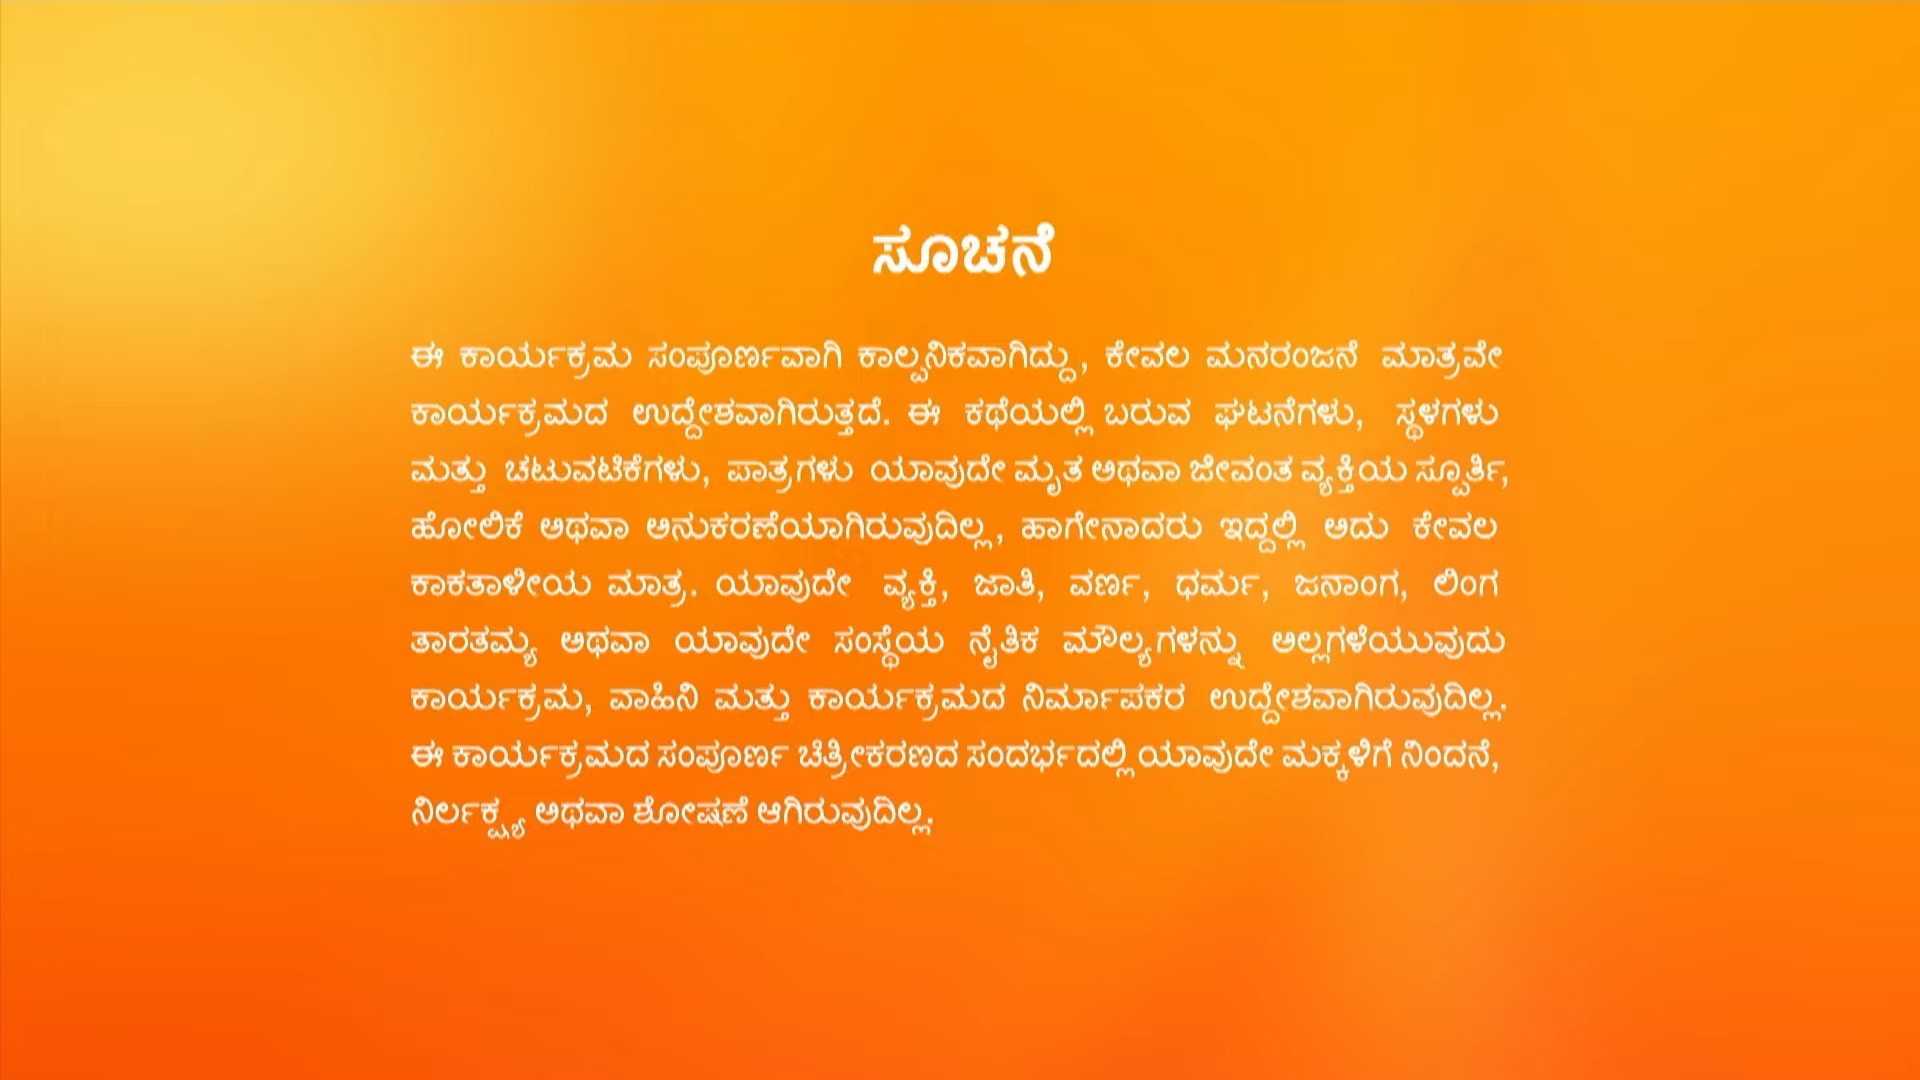 ಸೂಚನೆ
ಈ ಕಾರ್ಯಕ್ರಮ ಸಂಪೂರ್ಣವಾಗಿ ಕಾಲ್ಪನಿಕವಾಗಿದ್ದು, ಕೇವಲ ಮನರಂಜನೆ ಮಾತ್ರವೇ
ಕಾರ್ಯಕ್ರಮದ ಉದ್ದೇಶವಾಗಿರುತ್ತದೆ. ಈ ಕಥೆಯಲ್ಲಿ ಬರುವ ಘಟನೆಗಳು, ಸ್ಥಳಗಳು
ಮತ್ತು ಚಟುವಟಿಕೆಗಳು, ಪಾತ್ರಗಳು ಯಾವುದೇ ಮೃತ ಅಥವಾ ಜೀವಂತ ವ್ಯಕ್ತಿಯ ಸ್ಪೂರ್ತಿ,
ಹೋಲಿಕೆ ಅಥವಾ ಅನುಕರಣೆಯಾಗಿರುವುದಿಲ್ಲ, ಹಾಗೇನಾದರು ಇದ್ದಲ್ಲಿ ಅದು ಕೇವಲ
ಕಾಕತಾಳೀಯ ಮಾತ್ರ. ಯಾವುದೇ ವ್ಯಕ್ತಿ, ಜಾತಿ, ವರ್ಣ, ಧರ್ಮ, ಜನಾಂಗ, ಲಿಂಗ
ತಾರತಮ್ಯ ಅಥವಾ ಯಾವುದೇ ಸಂಸ್ಥೆಯ ನೈತಿಕ ಮೌಲ್ಯಗಳನ್ನು ಅಲ್ಲಗಳೆಯುವುದು
ಕಾರ್ಯಕ್ರಮ, ವಾಹಿನಿ ಮತ್ತು ಕಾರ್ಯಕ್ರಮದ ನಿರ್ಮಾಪಕರ ಉದ್ದೇಶವಾಗಿರುವುದಿಲ್ಲ.
ಈ ಕಾರ್ಯಕ್ರಮದ ಸಂಪೂರ್ಣ ಚಿತ್ರೀಕರಣದ ಸಂದರ್ಭದಲ್ಲಿ ಯಾವುದೇ ಮಕ್ಕಳಿಗೆ ನಿಂದನೆ,
ನಿರ್ಲಕ್ಷ್ಯ ಅಥವಾ ಶೋಷಣೆ ಆಗಿರುವುದಿಲ್ಲ.